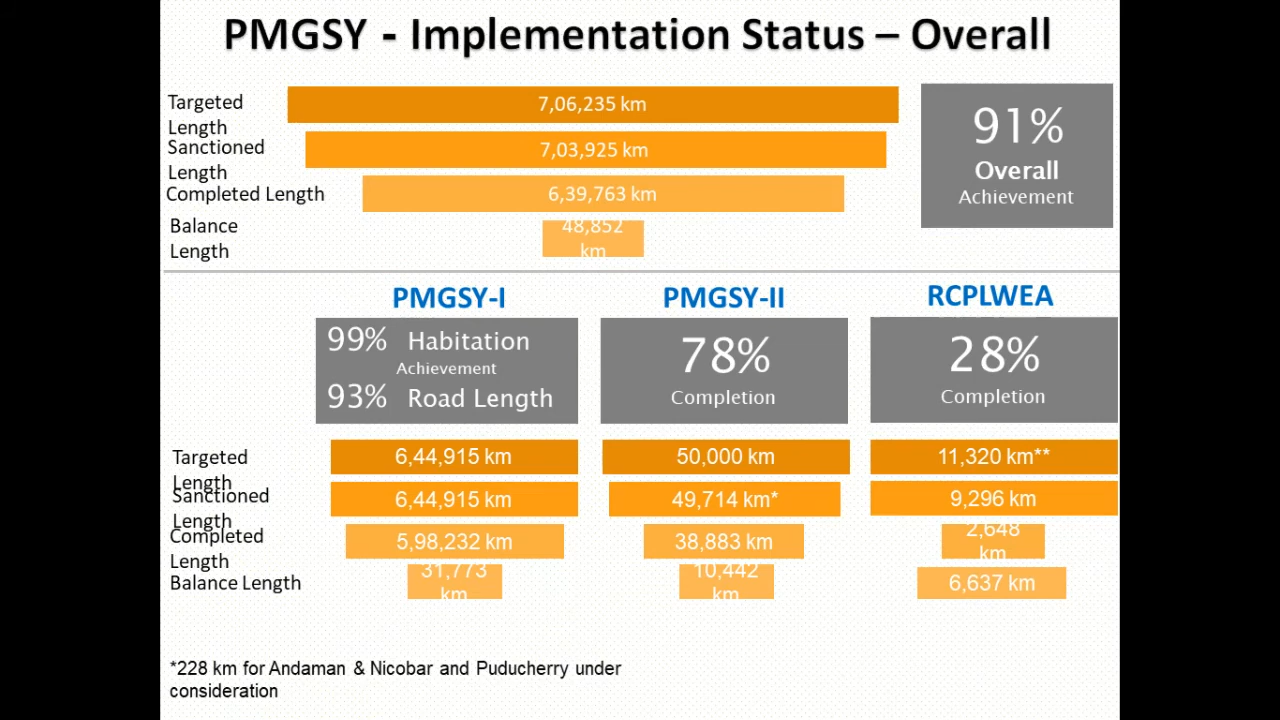 PMGSY - Implementation Status – Overall
Targeted
Length
7,06,235 km
Sanctioned
Length
7,03,925 km
Completed Length
6,39,763 km
Balance
Length
48,852
km
91%
Overall
Achievement
PMGSY-I
PMGSY-II
RCPLWEA
99% Habitation
Achievement
93% Road Length
78%
Completion
28%
Completion
Targeted
Length
6,44,915 km
50,000 km
11,320 km**
Sanctioned
Length
6,44,915 km
49,714 km*
9,296 km
Completed
Length
5,98,232 km
38,883 km
2,648
km
Balance Length
31,773
km
10,442
km
6,637 km
*228 km for Andaman & Nicobar and Puducherry under
consideration